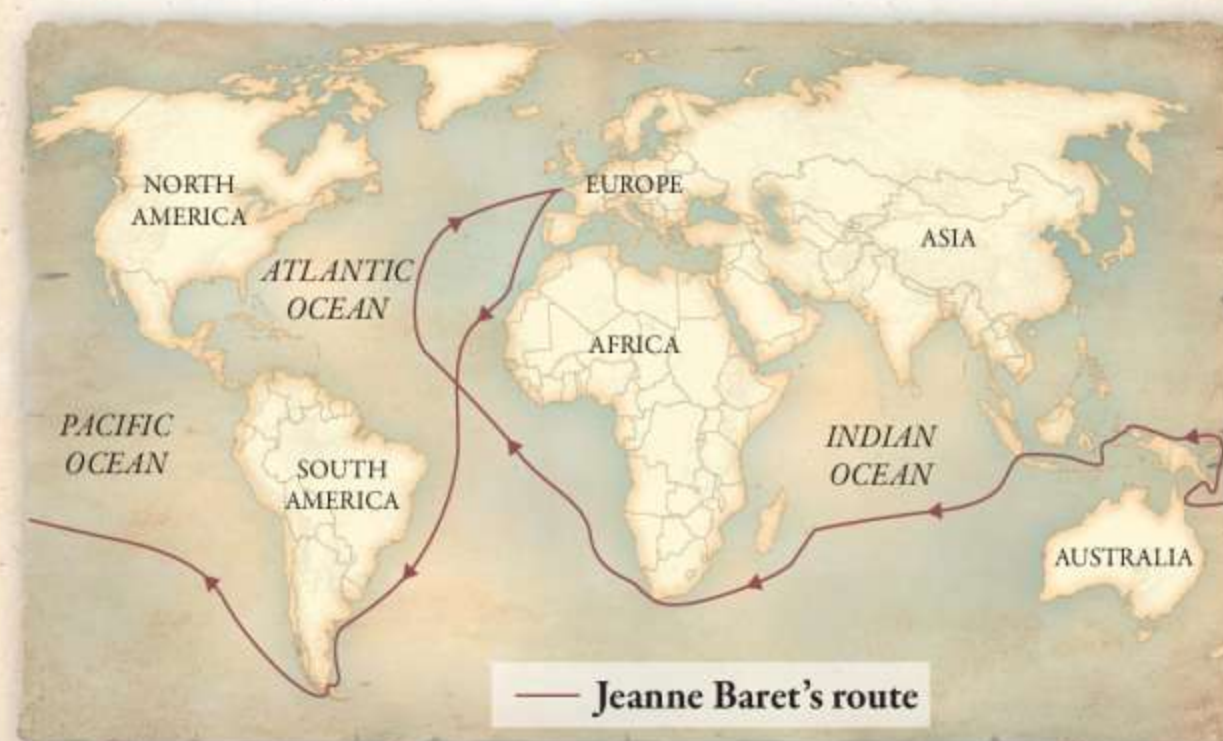 NORTH
AMERICA
EUROPE
ASIA
ATLANTIC
OCEAN
AFRICA
PACIFIC
OCEAN
INDIAN
OCEAN
SOUTH
AMERICA
AUSTRALIA
Jeanne Baret's route